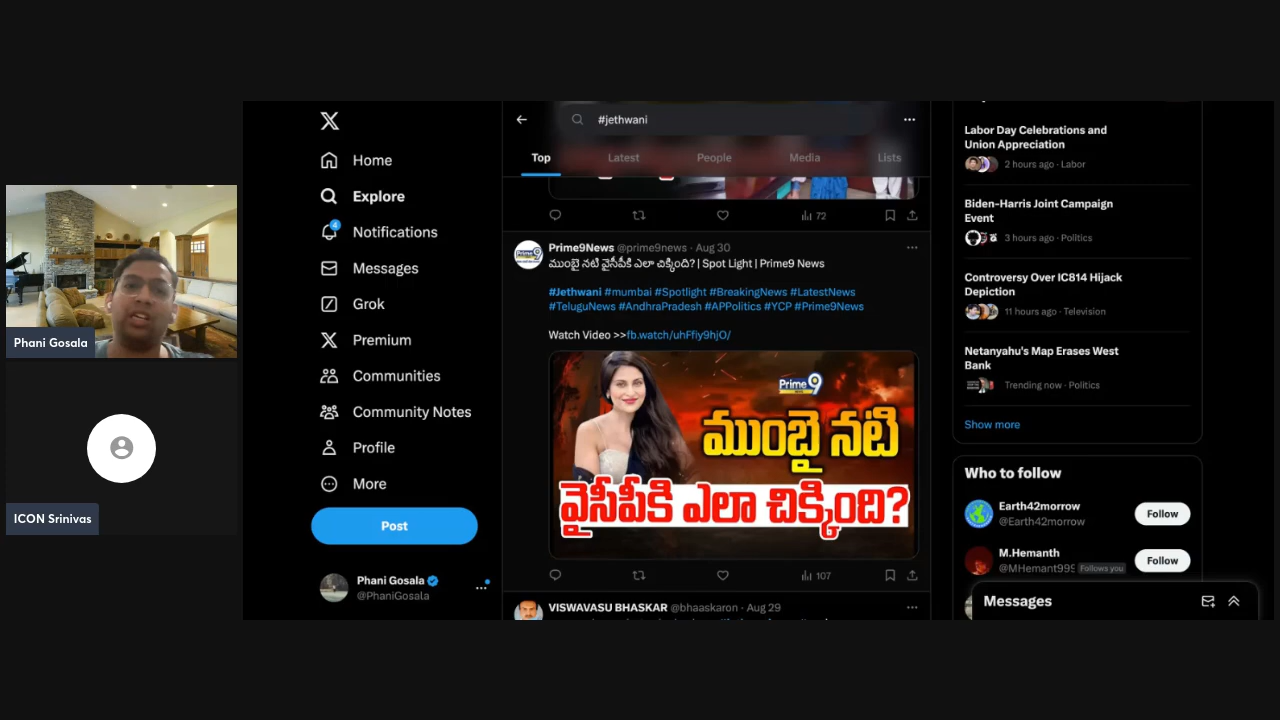 Phani Gosala
ICON Srinivas
Home
Explore
4
Notifications
Messages
Grok
Premium
Communities
Community Notes
Profile
More
Post
Phani Gosala
@PhaniGosala
#jethwani
Top
Latest
People
Media
Lists
72
Prime9News @prime9news · Aug 30
ముంబై నటి వైసీపీకి ఎలా చిక్కింది? | Spot Light | Prime9 News
#Jethwani #mumbai #Spotlight #BreakingNews #LatestNews
#TeluguNews #AndhraPradesh #APPolitics #YCP #Prime9News
Watch Video >>fb.watch/uhFfiy9hjO/
Prime9
ముంబై నటి
వైసీపీకి ఎలా చిక్కింది?
107
VISWAVASU BHASKAR @bhaaskaron · Aug 29
Labor Day Celebrations and
Union Appreciation
2 hours ago · Labor
Biden-Harris Joint Campaign
Event
3 hours ago · Politics
Controversy Over IC814 Hijack
Depiction
11 hours ago · Television
Netanyahu's Map Erases West
Bank
Trending now · Politics
Show more
Who to follow
Earth42morrow
@Earth42morrow
Follow
M.Hemanth
@MHemant999 Follows you
Follow
Messages